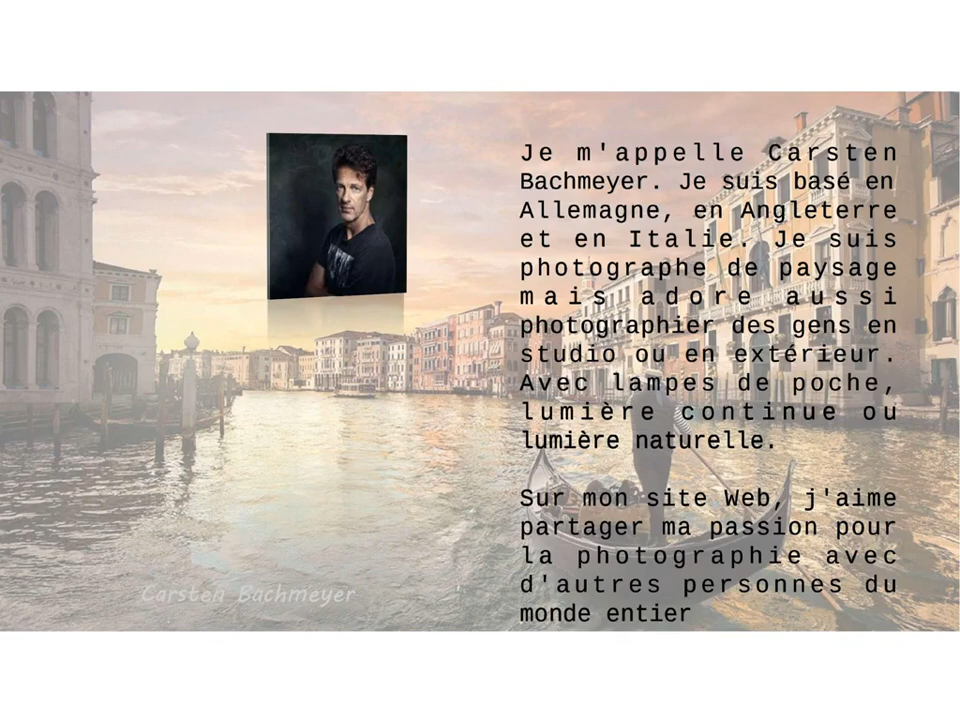 Je m'appelle Carsten
Bachmeyer. Je suis basé en
Allemagne, en Angleterre
et en Italie. Je suis
photographe de paysage
mais adore aussi
photographier des gens en
studio ou en extérieur.
Avec lampes de poche,
lumière continue ou
lumière naturelle.
Sur mon site Web, j'aime
partager ma passion pour
la photographie avec
d'autres personnes du
monde entier
Carsten Bachmeyer